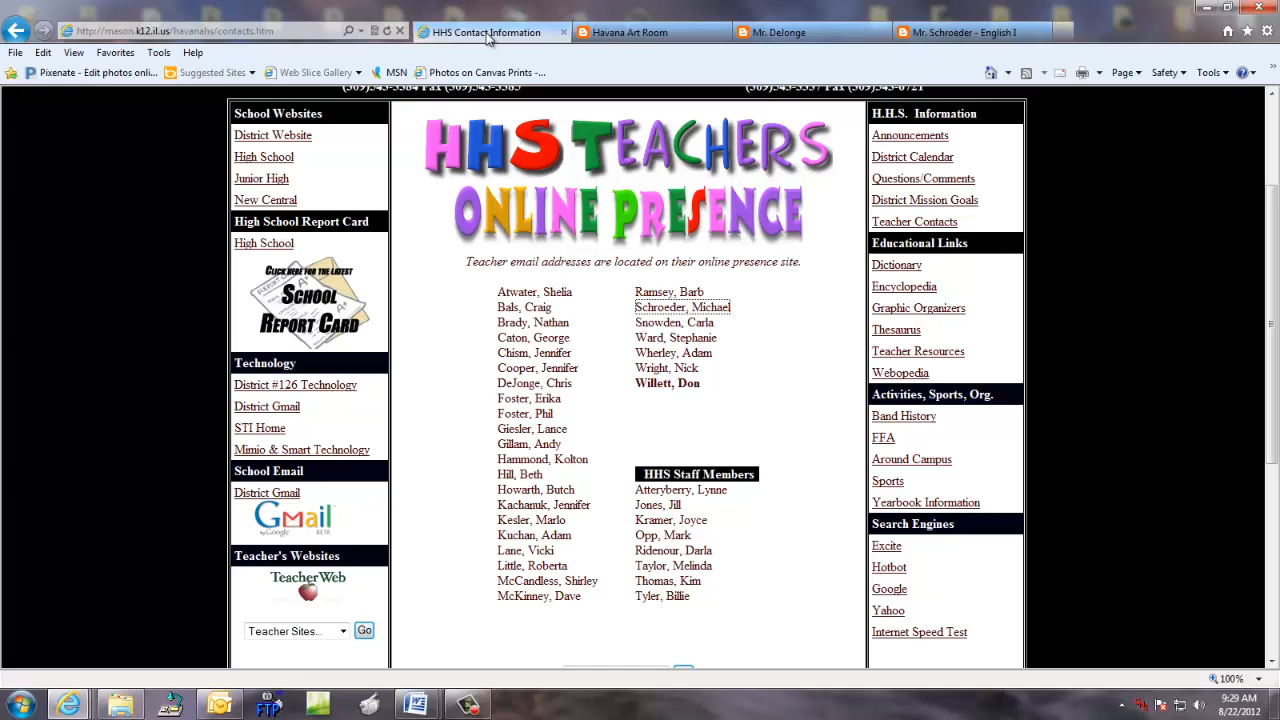 http://mason.k12.il.us/havanahs/contacts.htm
HHS Contact Information
Havana Art Room
Mr. DeJonge
Mr. Schroeder - English I
File Edit View Favorites Tools Help
Pixenate - Edit photos onli... Suggested Sites Web Slice Gallery MSN Photos on Canvas Prints -...
Page Safety Tools
School Websites
District Website
High School
Junior High
New Central
High School Report Card
High School
CLICK HERE FOR THE LATEST
SCHOOL
REPORT CARD
Technology
District #126 Technology
District Gmail
STI Home
Mimio & Smart Technology
School Email
District Gmail
Gmail
by Google BETA
Teacher's Websites
TeacherWeb
Teacher Sites... Go
HHS TEACHERS
ONLINE PRESENCE
Teacher email addresses are located on their online presence site.
Atwater, Shelia
Bals, Craig
Brady, Nathan
Caton, George
Chism, Jennifer
Cooper, Jennifer
DeJonge, Chris
Foster, Erika
Foster, Phil
Giesler, Lance
Gillam, Andy
Hammond, Kolton
Hill, Beth
Howarth, Butch
Kachanuk, Jennifer
Kesler, Marlo
Kuchan, Adam
Lane, Vicki
Little, Roberta
McCandless, Shirley
McKinney, Dave
Ramsey, Barb
Schroeder, Michael
Snowden, Carla
Ward, Stephanie
Wherley, Adam
Wright, Nick
Willett, Don
HHS Staff Members
Atteryberry, Lynne
Jones, Jill
Kramer, Joyce
Opp, Mark
Ridenour, Darla
Taylor, Melinda
Thomas, Kim
Tyler, Billie
H.H.S. Information
Announcements
District Calendar
Questions/Comments
District Mission Goals
Teacher Contacts
Educational Links
Dictionary
Encyclopedia
Graphic Organizers
Thesaurus
Teacher Resources
Webopedia
Activities, Sports, Org.
Band History
FFA
Around Campus
Sports
Yearbook Information
Search Engines
Excite
Hotbot
Google
Yahoo
Internet Speed Test
100%
FTP
9:29 AM
8/22/2012